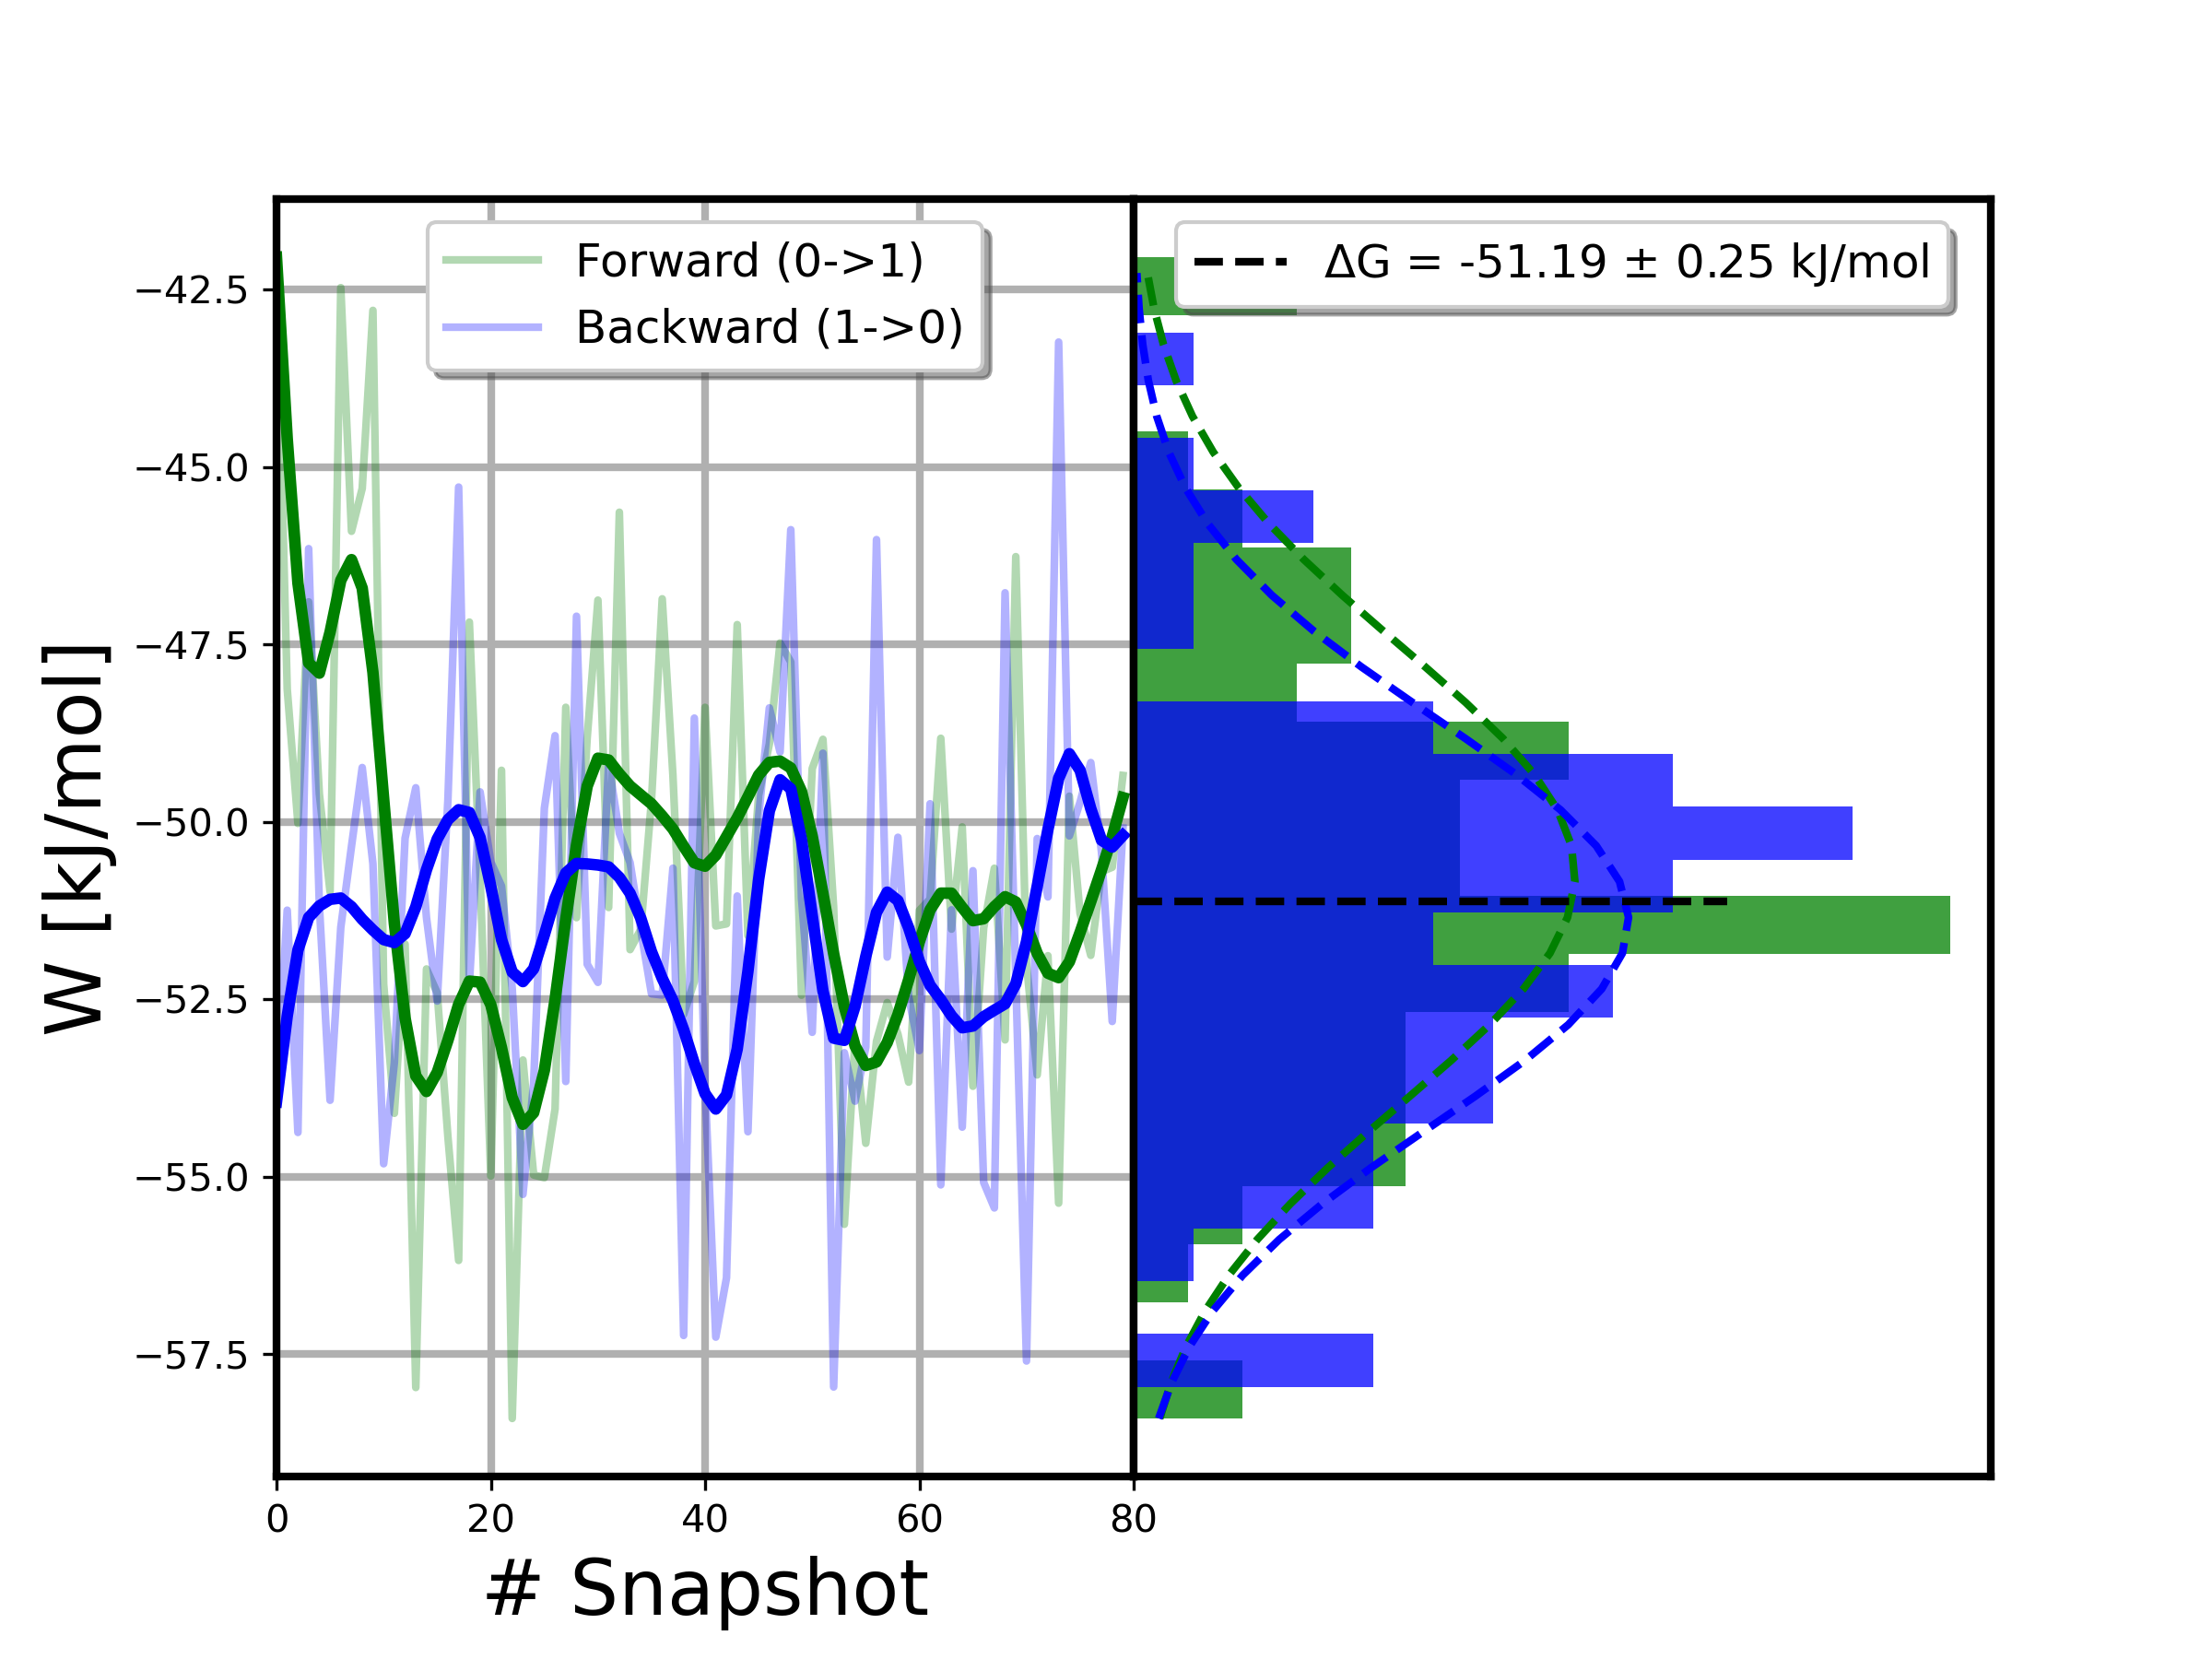 Forward (0->1)
Backward (1->0)
ΔG = -51.19 ± 0.25 kJ/mol
W [kJ/mol]
−42.5
−45.0
−47.5
−50.0
−52.5
−55.0
−57.5
0 20 40 60 80
# Snapshot